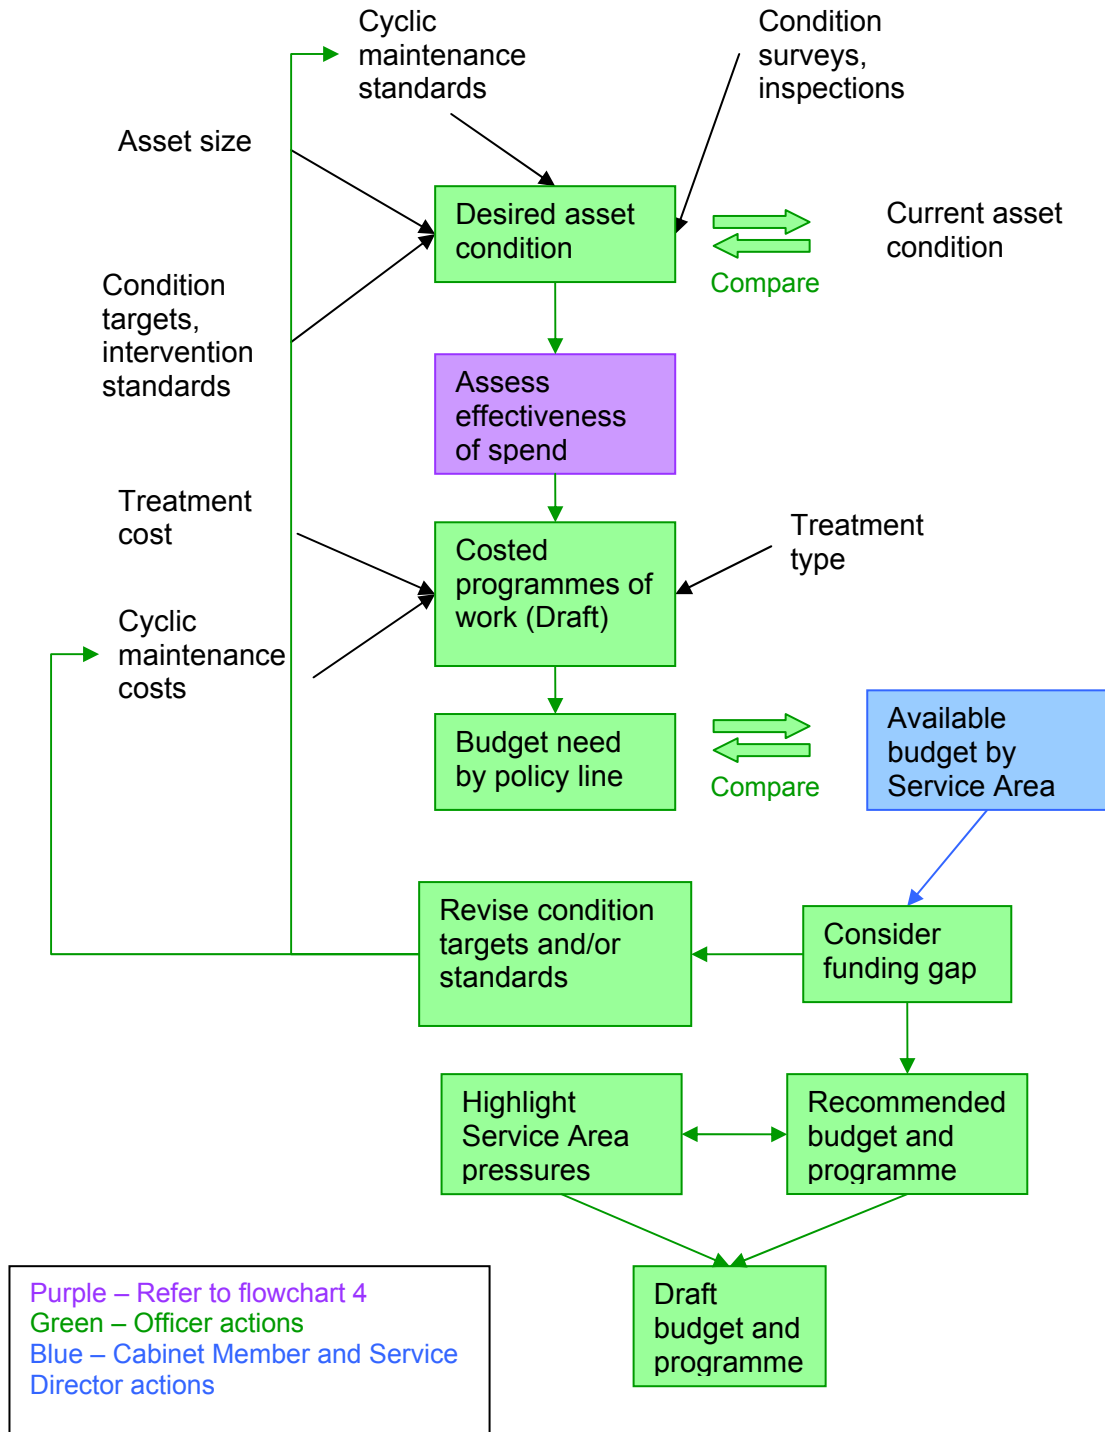 Cyclic
maintenance
standards
Condition
surveys,
inspections
Asset size
Desired asset
condition
Current asset
condition
Compare
Condition
targets,
intervention
standards
Assess
effectiveness
of spend
Treatment
cost
Costed
programmes of
work (Draft)
Treatment
type
Cyclic
maintenance
costs
Budget need
by policy line
Compare
Available
budget by
Service Area
Revise condition
targets and/or
standards
Consider
funding gap
Highlight
Service Area
pressures
Recommended
budget and
programme
Draft
budget and
programme
Purple – Refer to flowchart 4
Green – Officer actions
Blue – Cabinet Member and Service
Director actions